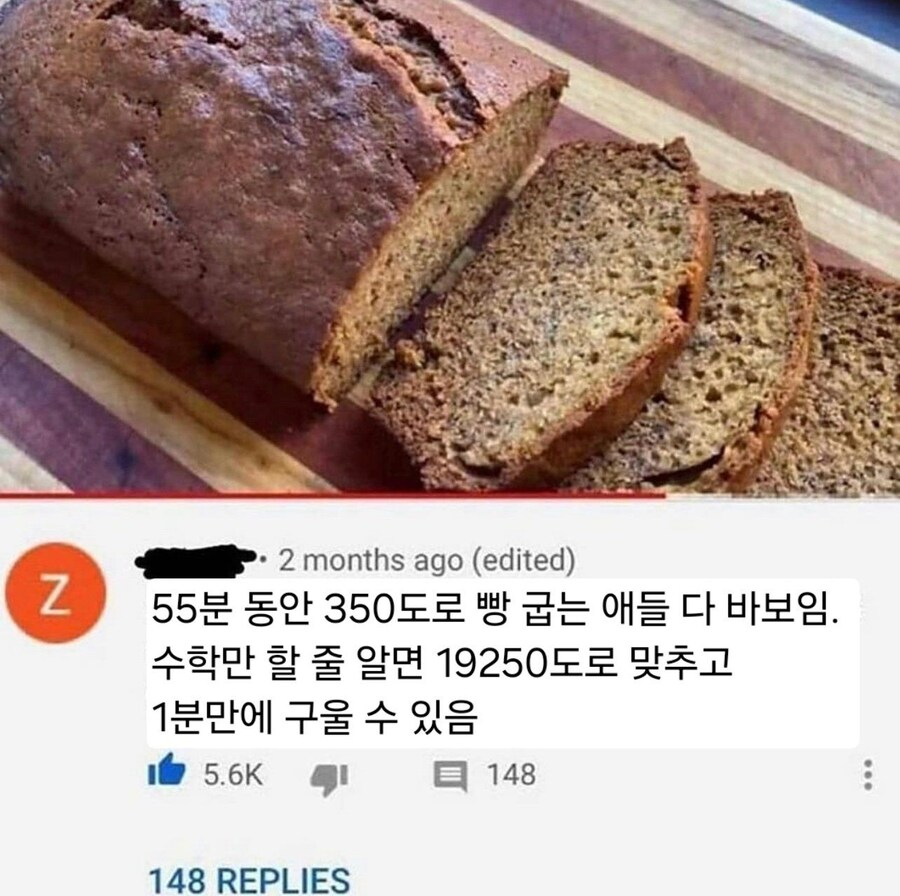 Z
• 2 months ago (edited)
55분 동안 350도로 빵 굽는 애들 다 바보임.
수학만 할 줄 알면 19250도로 맞추고
1분만에 구울 수 있음
5.6K 148
148 REPLIES